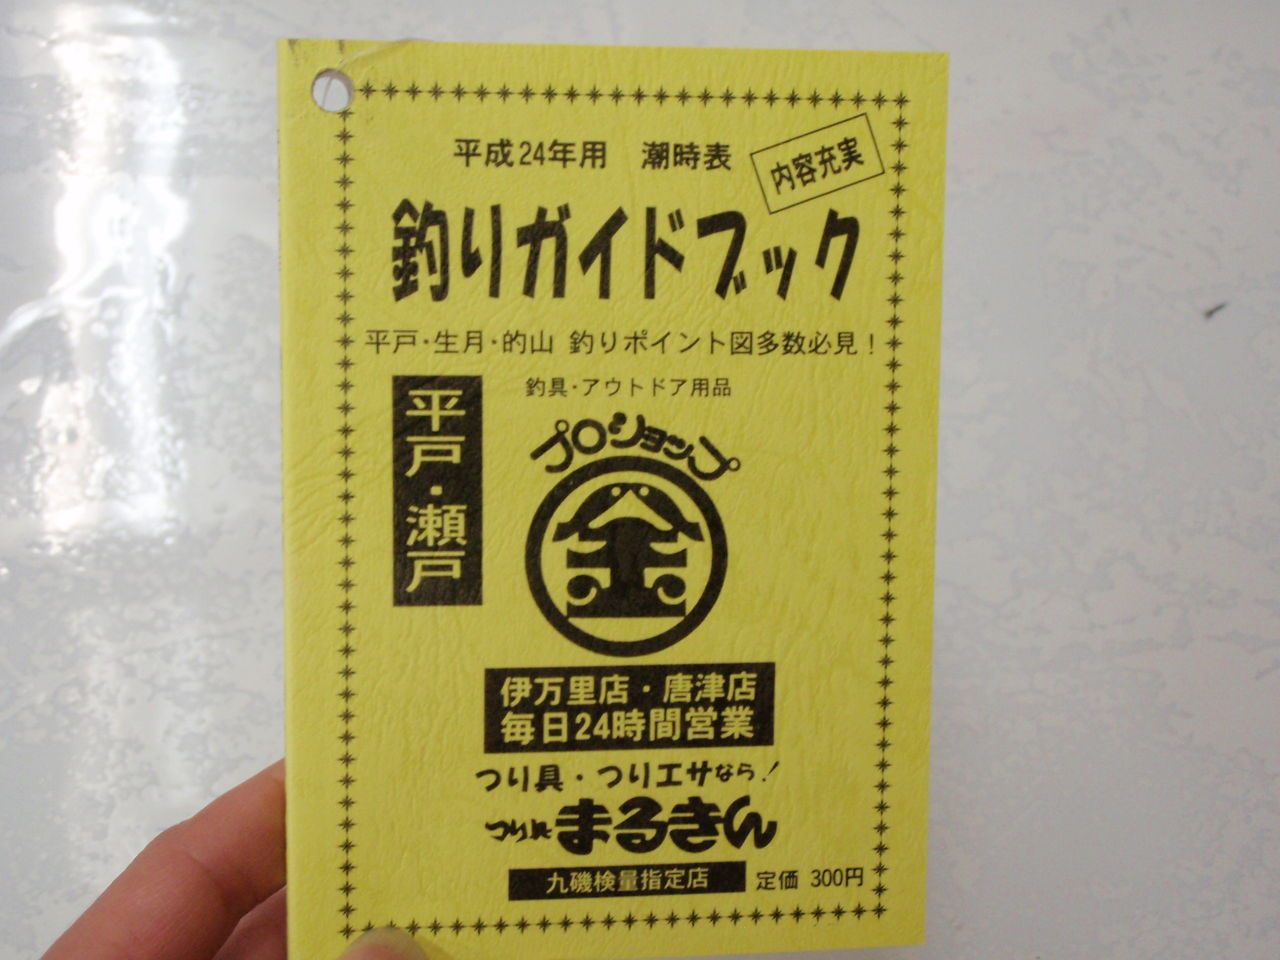 平成24年用 潮時表
内容充実
釣りガイドブック
平戸・生月・的山 釣りポイント図多数必見！
平戸・瀬戸
釣具・アウトドア用品
プロショップ
金
伊万里店・唐津店
毎日24時間営業
つり具・つりエサなら！
つり具 まるきん
九磯検量指定店
定価 300円